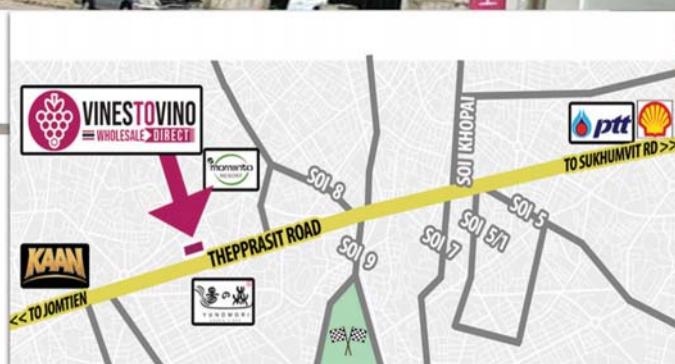 VINESTOVINO
WHOLESALE DIRECT
momento
RESORT
KAAN
<< TO JOMTIEN
THEPPRASIT ROAD
YUNOMORI
SOI 8
SOI 9
SOI 7
SOI KHOPAI
SOI 5/1
SOI 5
ptt
TO SUKHUMVIT RD >>